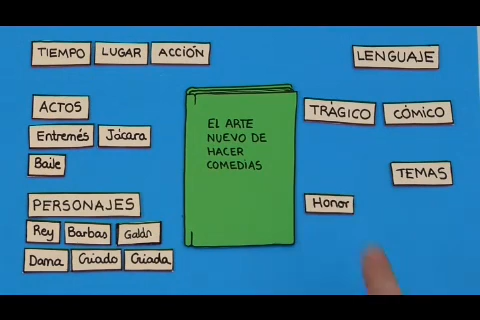 TIEMPO LUGAR ACCIÓN
ACTOS
Entremés Jácara
Baile
PERSONAJES
Rey Barbas Galán
Dama Criado Criada
EL ARTE
NUEVO DE
HACER
COMEDIAS
LENGUAJE
TRÁGICO CÓMICO
TEMAS
Honor